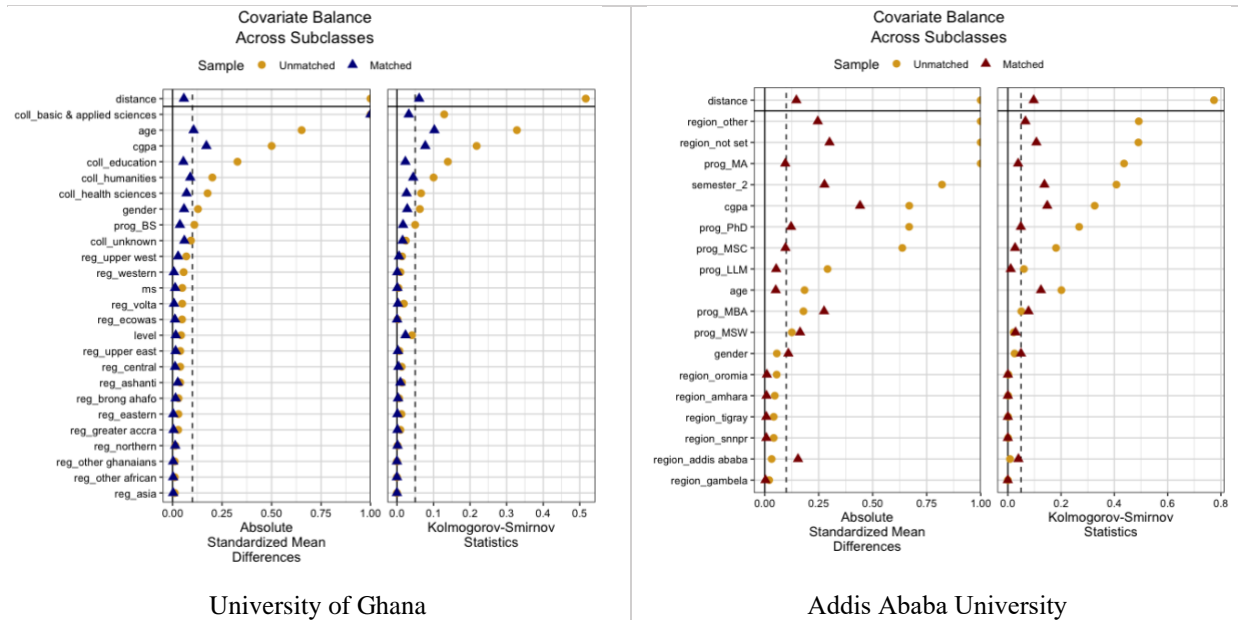 Covariate Balance
Across Subclasses
Sample Unmatched Matched
distance
coll_basic & applied sciences
age
cgpa
coll_education
coll_humanities
coll_health sciences
gender
prog_BS
coll_unknown
reg_upper west
reg_western
ms
reg_volta
reg_ecowas
level
reg_upper east
reg_central
reg_ashanti
reg_brong ahafo
reg_eastern
reg_greater accra
reg_northern
reg_other ghanaians
reg_other african
reg_asia
0.00 0.25 0.50 0.75 1.00
0.0 0.1 0.2 0.3 0.4 0.5
Absolute
Standardized Mean
Differences
Kolmogorov-Smirnov
Statistics
University of Ghana
Covariate Balance
Across Subclasses
Sample Unmatched Matched
distance
region_other
region_not set
prog_MA
semester_2
cgpa
prog_PhD
prog_MSC
prog_LLM
age
prog_MBA
prog_MSW
gender
region_oromia
region_amhara
region_tigray
region_snnpr
region_addis ababa
region_gambela
0.00 0.25 0.50 0.75 1.00
0.0 0.2 0.4 0.6 0.8
Absolute
Standardized Mean
Differences
Kolmogorov-Smirnov
Statistics
Addis Ababa University